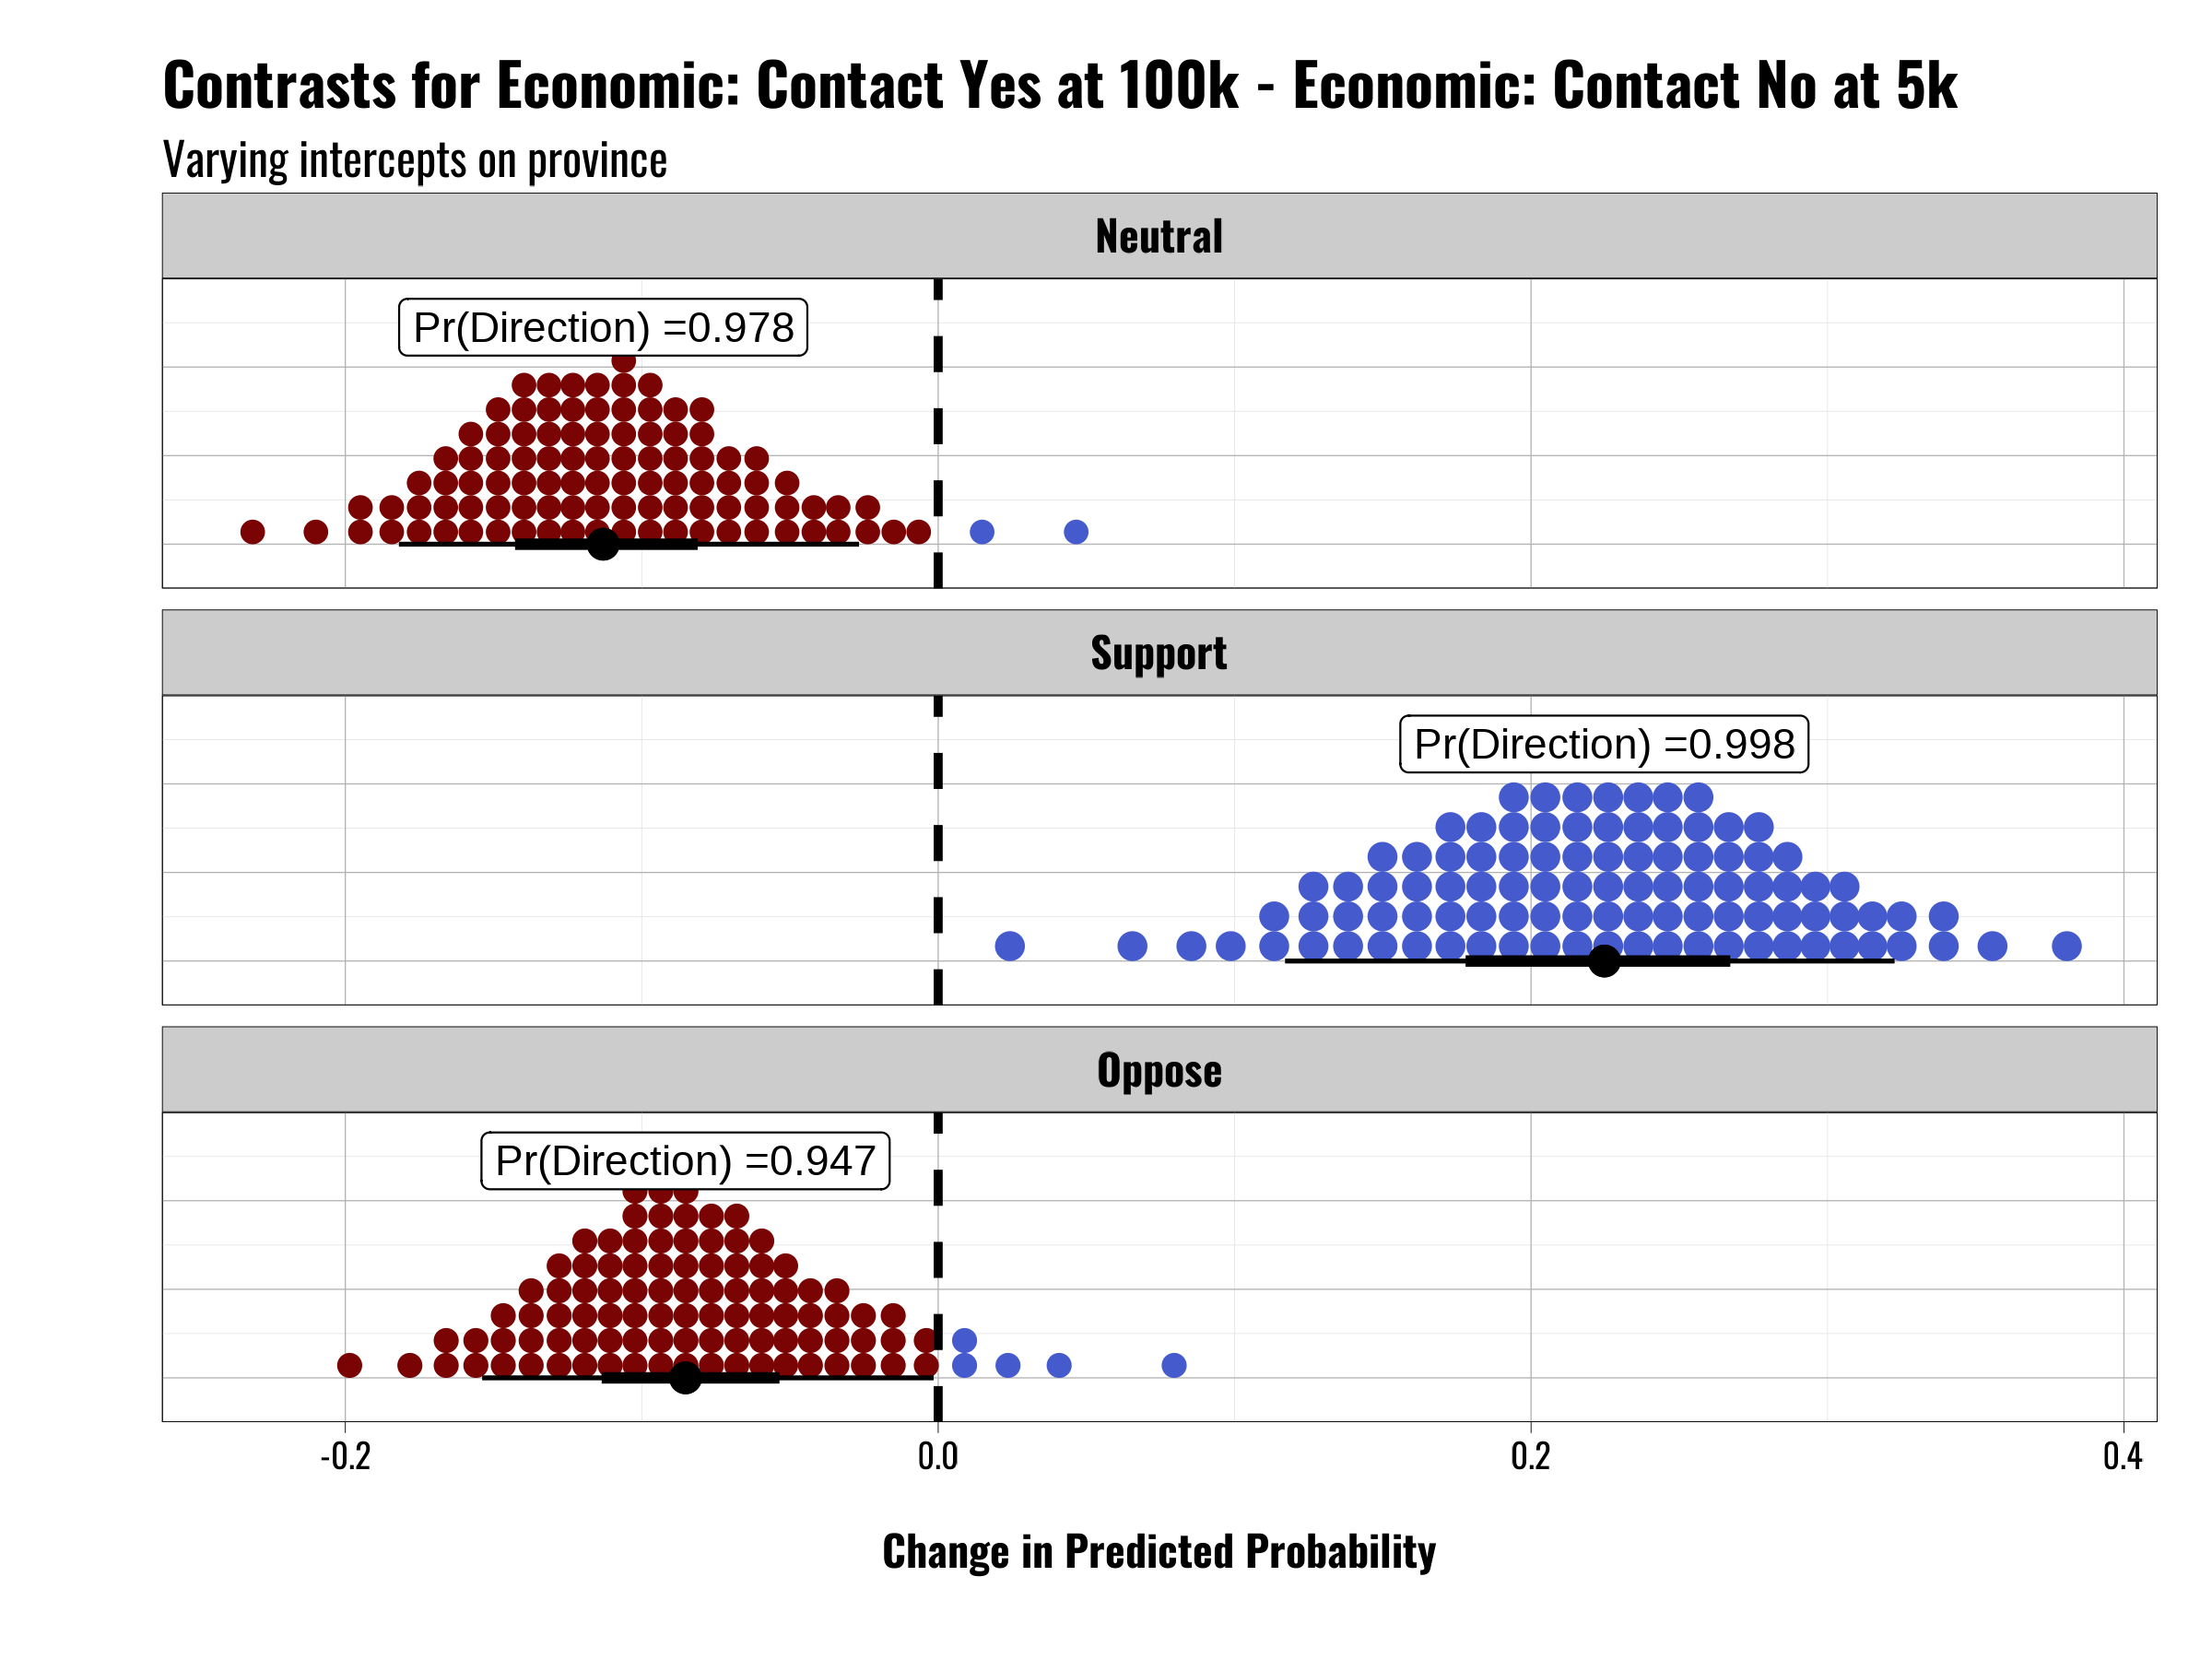 Contrasts for Economic: Contact Yes at 100k - Economic: Contact No at 5k
Varying intercepts on province
Neutral
Pr(Direction) =0.978
Support
Pr(Direction) =0.998
Oppose
Pr(Direction) =0.947
-0.2 0.0 0.2 0.4
Change in Predicted Probability